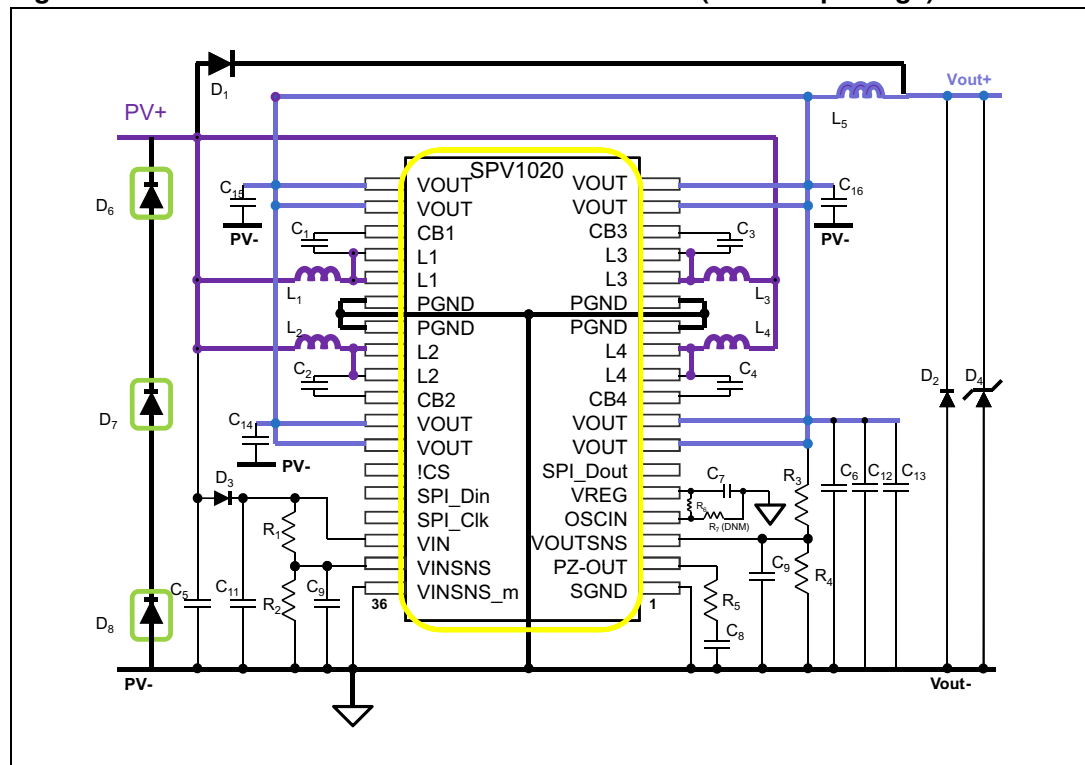 D1
Vout+
PV+
L5
SPV1020
C15 VOUT VOUT C16
D6 VOUT VOUT
PV- C1 CB1 CB3 C3 PV-
L1 L3
L1 L3
L1 PGND PGND L3
L2 PGND PGND L4
L2 L4
C2 L2 L4 C4 D2 D4
CB2 CB4
D7 C14 VOUT VOUT
PV- VOUT VOUT
!CS SPI_Dout
D3 SPI_Din VREG C7 R3 C6 C12 C13
R6
SPI_Clk OSCIN R7 (DNM)
R1 VIN VOUTSNS
VINSNS PZ-OUT C9 R4
C5 C11 R2 C9 VINSNS_m SGND R5
36 1
D8 C8
PV- Vout-